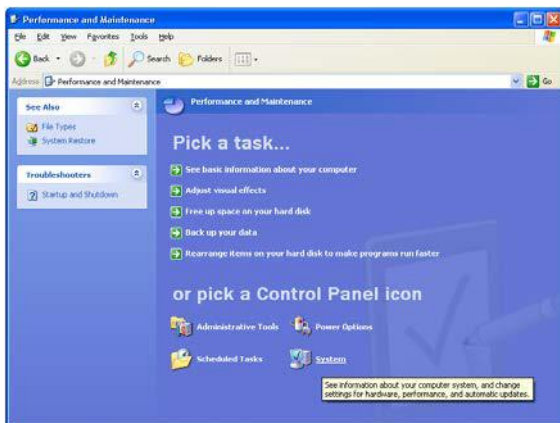 Performance and Maintenance
File Edit View Favorites Tools Help
Back Search Folders
Address Performance and Maintenance Go
See Also
File Types
System Restore
Troubleshooters
Startup and Shutdown
Performance and Maintenance
Pick a task...
See basic information about your computer
Adjust visual effects
Free up space on your hard disk
Back up your data
Rearrange items on your hard disk to make programs run faster
or pick a Control Panel icon
Administrative Tools Power Options
Scheduled Tasks System
See information about your computer system, and change
settings for hardware, performance, and automatic updates.